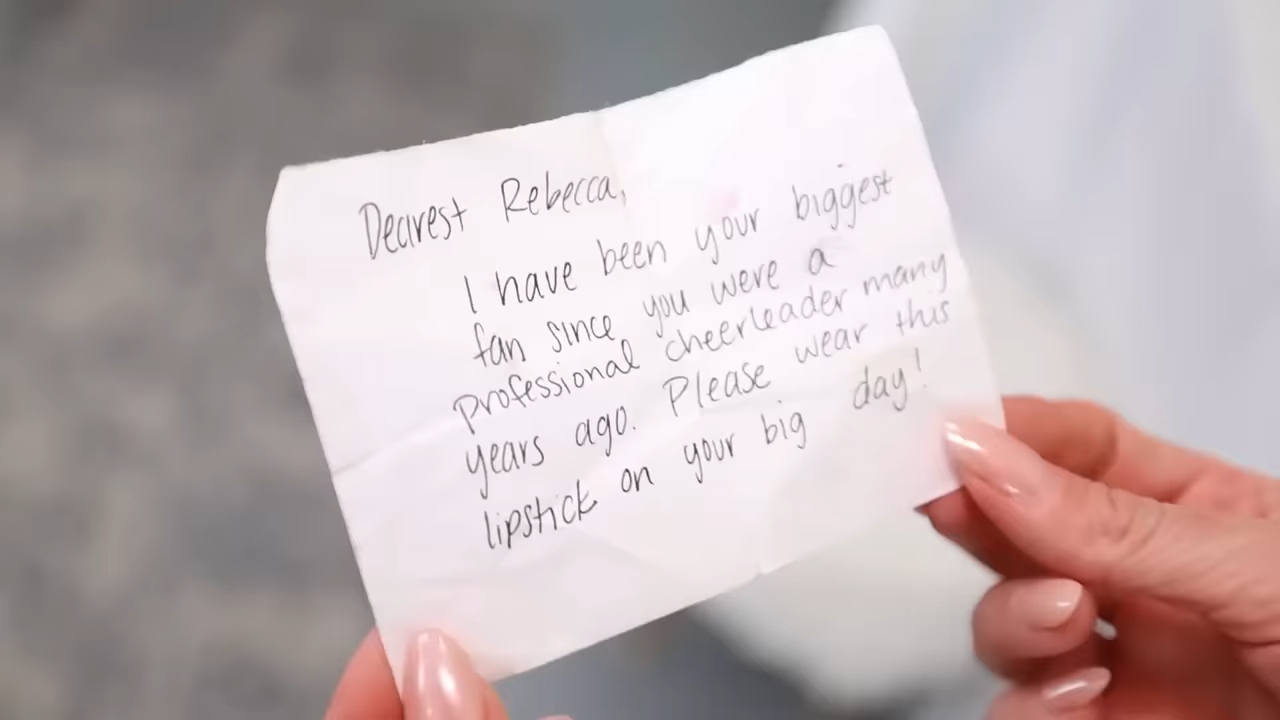 Dearest Rebecca,
I have been your biggest
fan since you were a
professional cheerleader many
years ago. Please wear this
lipstick on your big day!